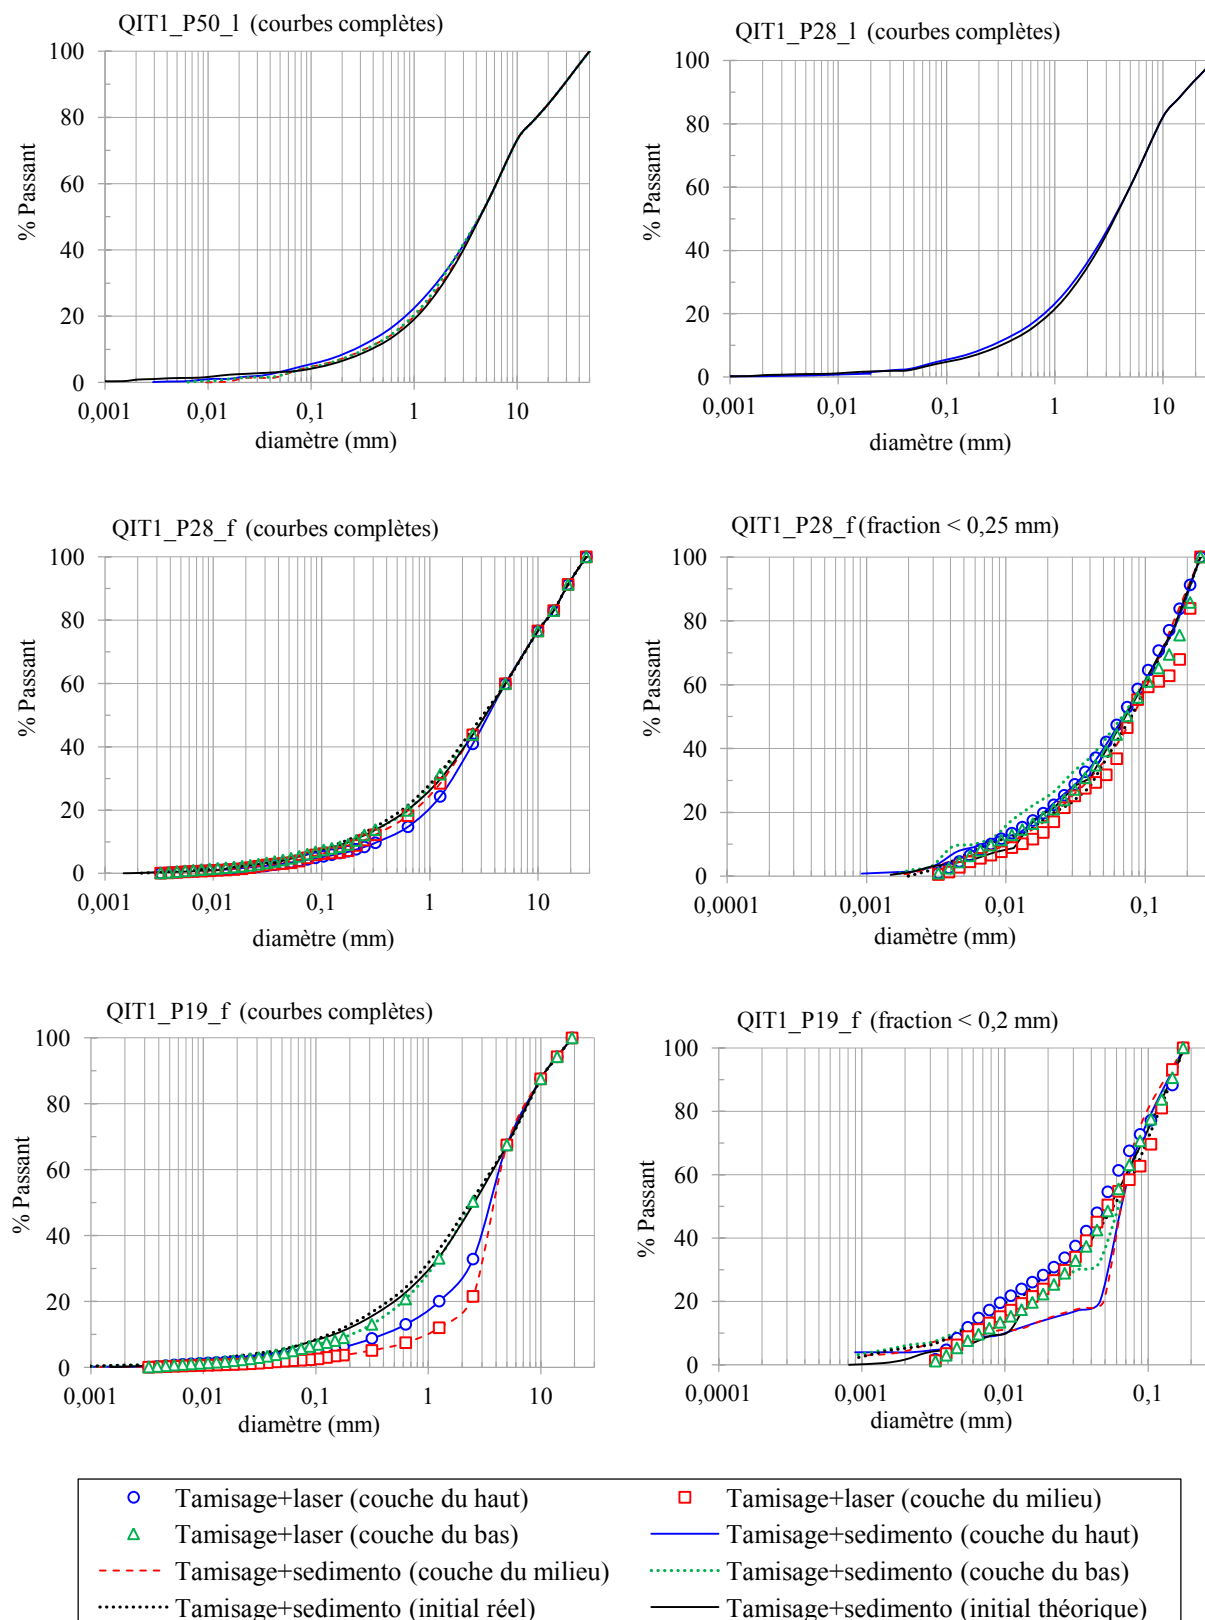 QIT1_P50_l (courbes complètes)
100
80
60
40
20
0
% Passant
0,001
0,01
0,1
1
10
diamètre (mm)
QIT1_P28_l (courbes complètes)
100
80
60
40
20
0
% Passant
0,001
0,01
0,1
1
10
diamètre (mm)
QIT1_P28_f (courbes complètes)
100
80
60
40
20
0
% Passant
0,001
0,01
0,1
1
10
diamètre (mm)
QIT1_P28_f (fraction < 0,25 mm)
100
80
60
40
20
0
% Passant
0,0001
0,001
0,01
0,1
diamètre (mm)
QIT1_P19_f (courbes complètes)
100
80
60
40
20
0
% Passant
0,001
0,01
0,1
1
10
diamètre (mm)
QIT1_P19_f (fraction < 0,2 mm)
100
80
60
40
20
0
% Passant
0,0001
0,001
0,01
0,1
diamètre (mm)
Tamisage+laser (couche du haut)
Tamisage+laser (couche du milieu)
Tamisage+laser (couche du bas)
Tamisage+sedimento (couche du haut)
Tamisage+sedimento (couche du milieu)
Tamisage+sedimento (couche du bas)
Tamisage+sedimento (initial réel)
Tamisage+sedimento (initial théorique)